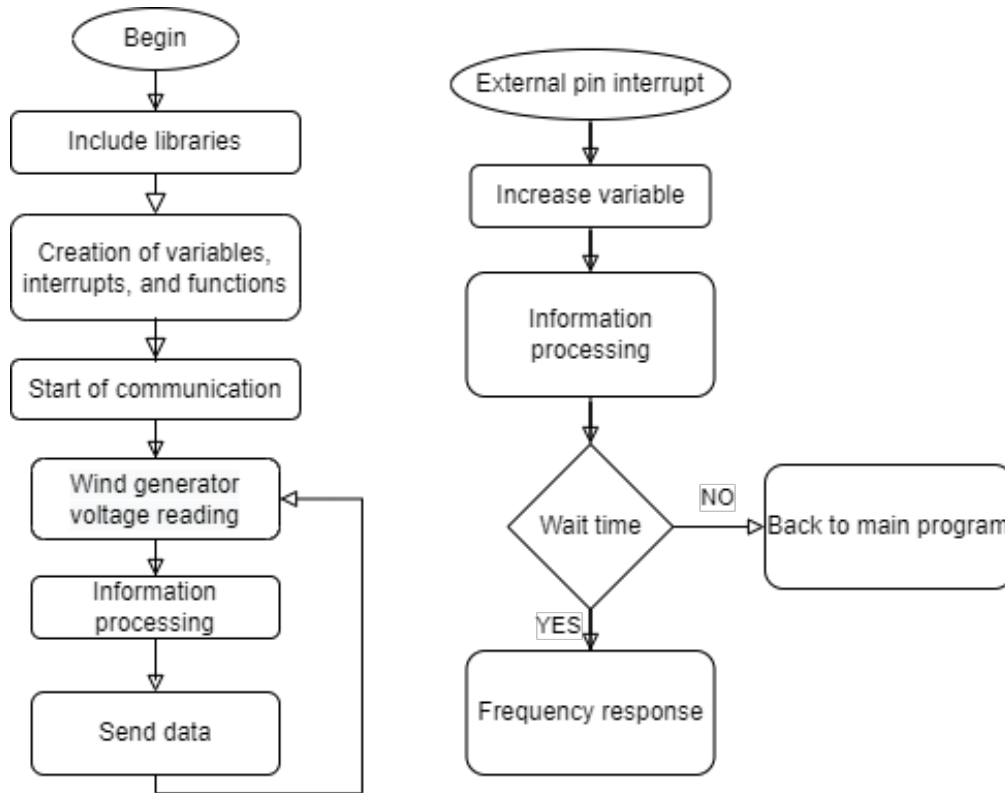 Begin
Include libraries
Creation of variables,
interrupts, and functions
Start of communication
Wind generator
voltage reading
Information
processing
Send data
External pin interrupt
Increase variable
Information
processing
Wait time
NO
Back to main program
YES
Frequency response